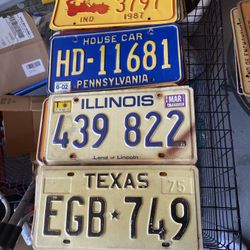 3797
IND 1987
HOUSE CAR
HD-11681
6-02 PENNSYLVANIA
ILLINOIS MAR
439 822
Land of Lincoln
TEXAS 75
EGB★749